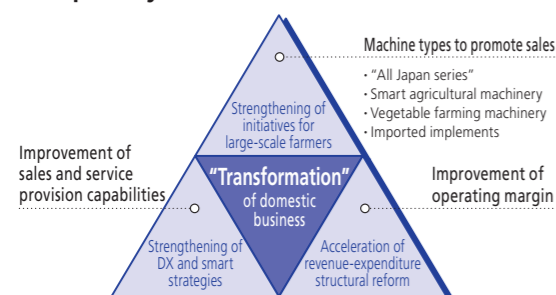 Machine types to promote sales
・"All Japan series"
・Smart agricultural machinery
・Vegetable farming machinery
・Imported implements
Strengthening of
initiatives for
large-scale farmers
Improvement of
sales and service
provision capabilities
"Transformation"
of domestic
business
Improvement of
operating margin
Strengthening of
DX and smart
strategies
Acceleration of
revenue-expenditure
structural reform